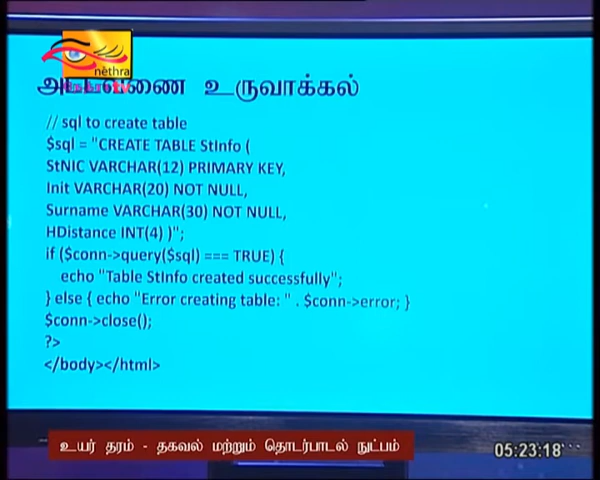 nethra
நேத்ரா TV
அட்டவணை உருவாக்கல்
// sql to create table
$sql = "CREATE TABLE StInfo (
StNIC VARCHAR(12) PRIMARY KEY,
Init VARCHAR(20) NOT NULL,
Surname VARCHAR(30) NOT NULL,
HDistance INT(4) )";
if ($conn->query($sql) === TRUE) {
echo "Table StInfo created successfully";
} else { echo "Error creating table: " . $conn->error; }
$conn->close();
?>
</body></html>
உயர் தரம் - தகவல் மற்றும் தொடர்பாடல் நுட்பம்
05:23:18